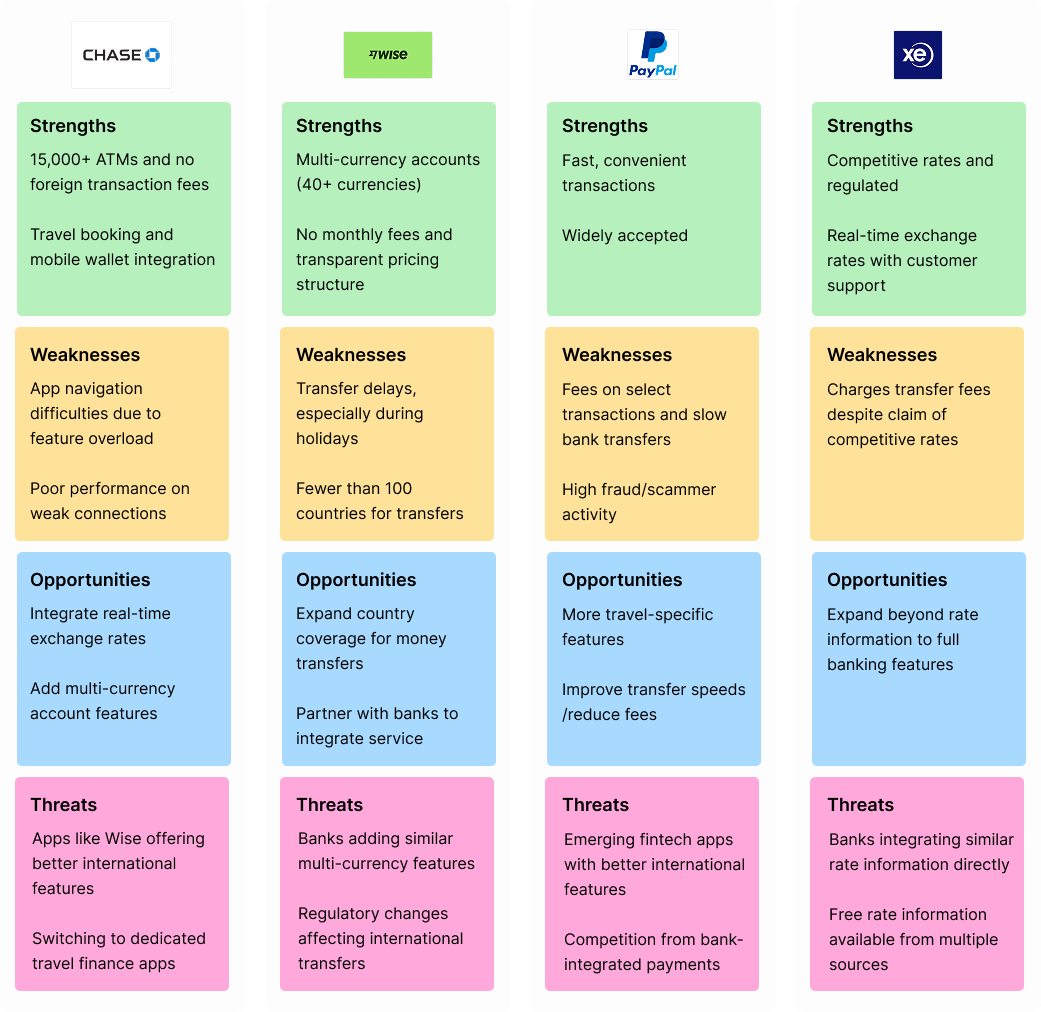 CHASE
Strengths
15,000+ ATMs and no
foreign transaction fees
Travel booking and
mobile wallet integration
Weaknesses
App navigation
difficulties due to
feature overload
Poor performance on
weak connections
Opportunities
Integrate real-time
exchange rates
Add multi-currency
account features
Threats
Apps like Wise offering
better international
features
Switching to dedicated
travel finance apps
WISE
Strengths
Multi-currency accounts
(40+ currencies)
No monthly fees and
transparent pricing
structure
Weaknesses
Transfer delays,
especially during
holidays
Fewer than 100
countries for transfers
Opportunities
Expand country
coverage for money
transfers
Partner with banks to
integrate service
Threats
Banks adding similar
multi-currency features
Regulatory changes
affecting international
transfers
PayPal
Strengths
Fast, convenient
transactions
Widely accepted
Weaknesses
Fees on select
transactions and slow
bank transfers
High fraud/scammer
activity
Opportunities
More travel-specific
features
Improve transfer speeds
/reduce fees
Threats
Emerging fintech apps
with better international
features
Competition from bank-
integrated payments
xe
Strengths
Competitive rates and
regulated
Real-time exchange
rates with customer
support
Weaknesses
Charges transfer fees
despite claim of
competitive rates
Opportunities
Expand beyond rate
information to full
banking features
Threats
Banks integrating similar
rate information directly
Free rate information
available from multiple
sources